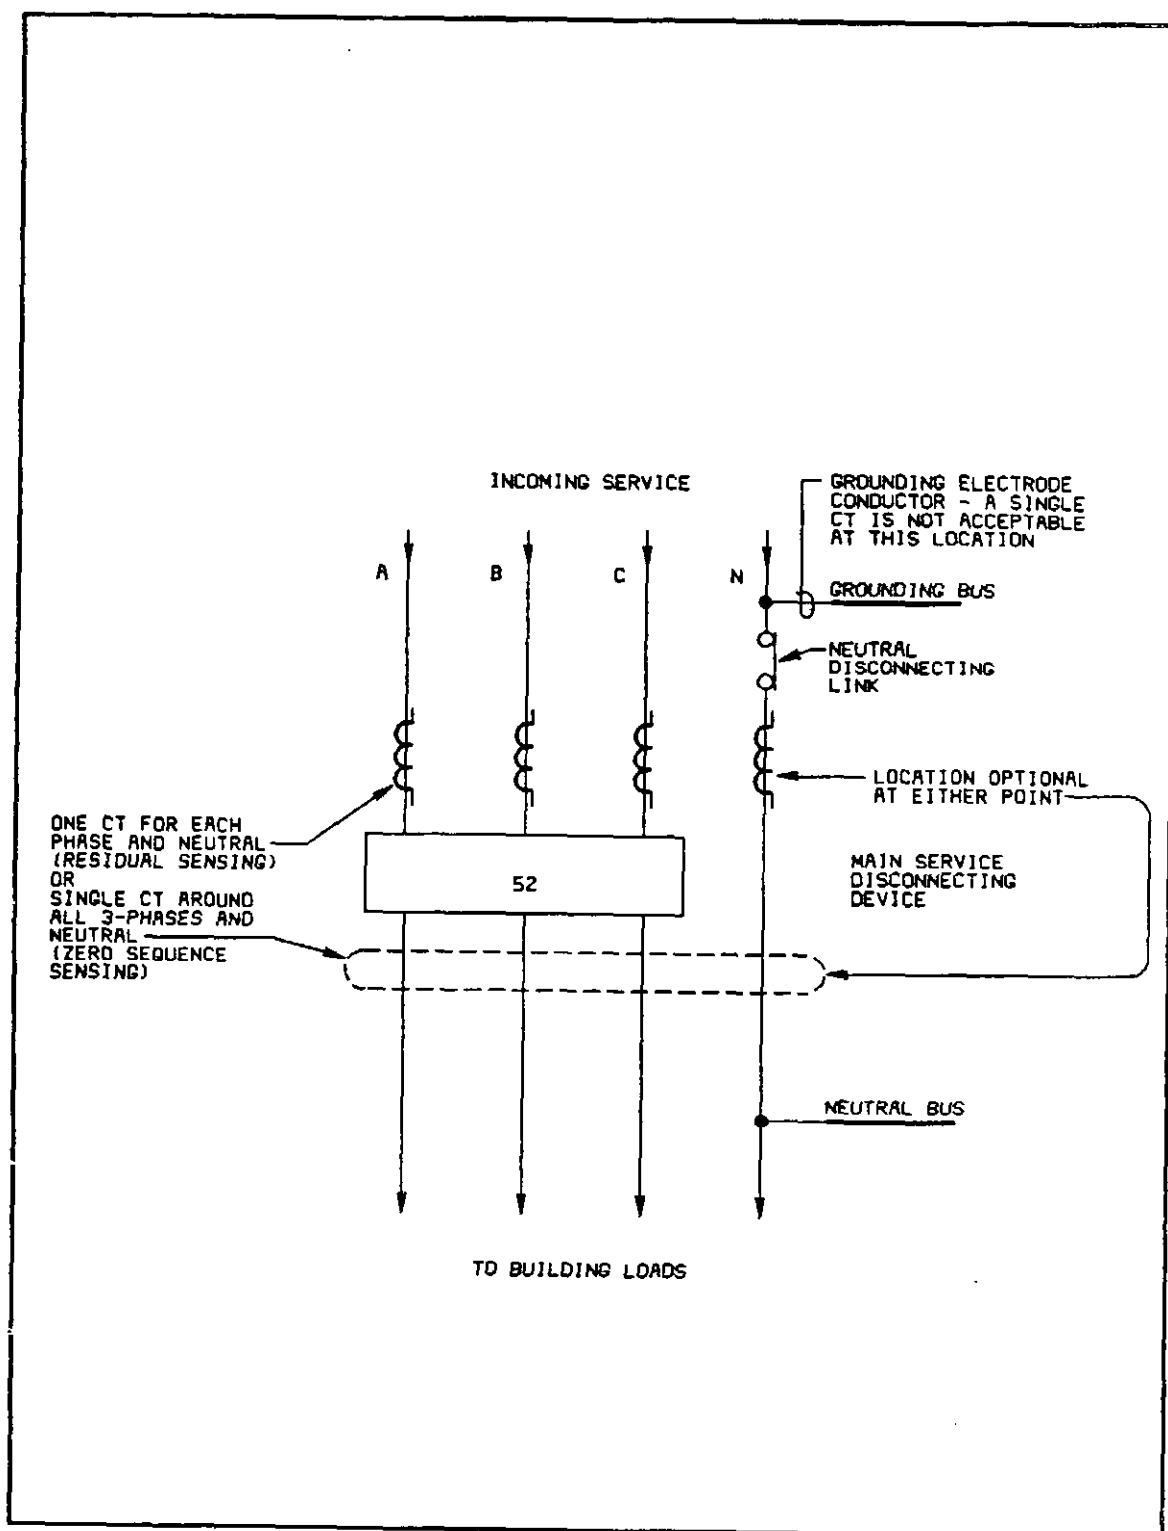 INCOMING SERVICE
GROUNDING ELECTRODE
CONDUCTOR - A SINGLE
CT IS NOT ACCEPTABLE
AT THIS LOCATION
A
B
C
N
GROUNDING BUS
NEUTRAL
DISCONNECTING
LINK
LOCATION OPTIONAL
AT EITHER POINT
ONE CT FOR EACH
PHASE AND NEUTRAL
(RESIDUAL SENSING)
OR
SINGLE CT AROUND
ALL 3-PHASES AND
NEUTRAL
(ZERO SEQUENCE
SENSING)
52
MAIN SERVICE
DISCONNECTING
DEVICE
NEUTRAL BUS
TO BUILDING LOADS